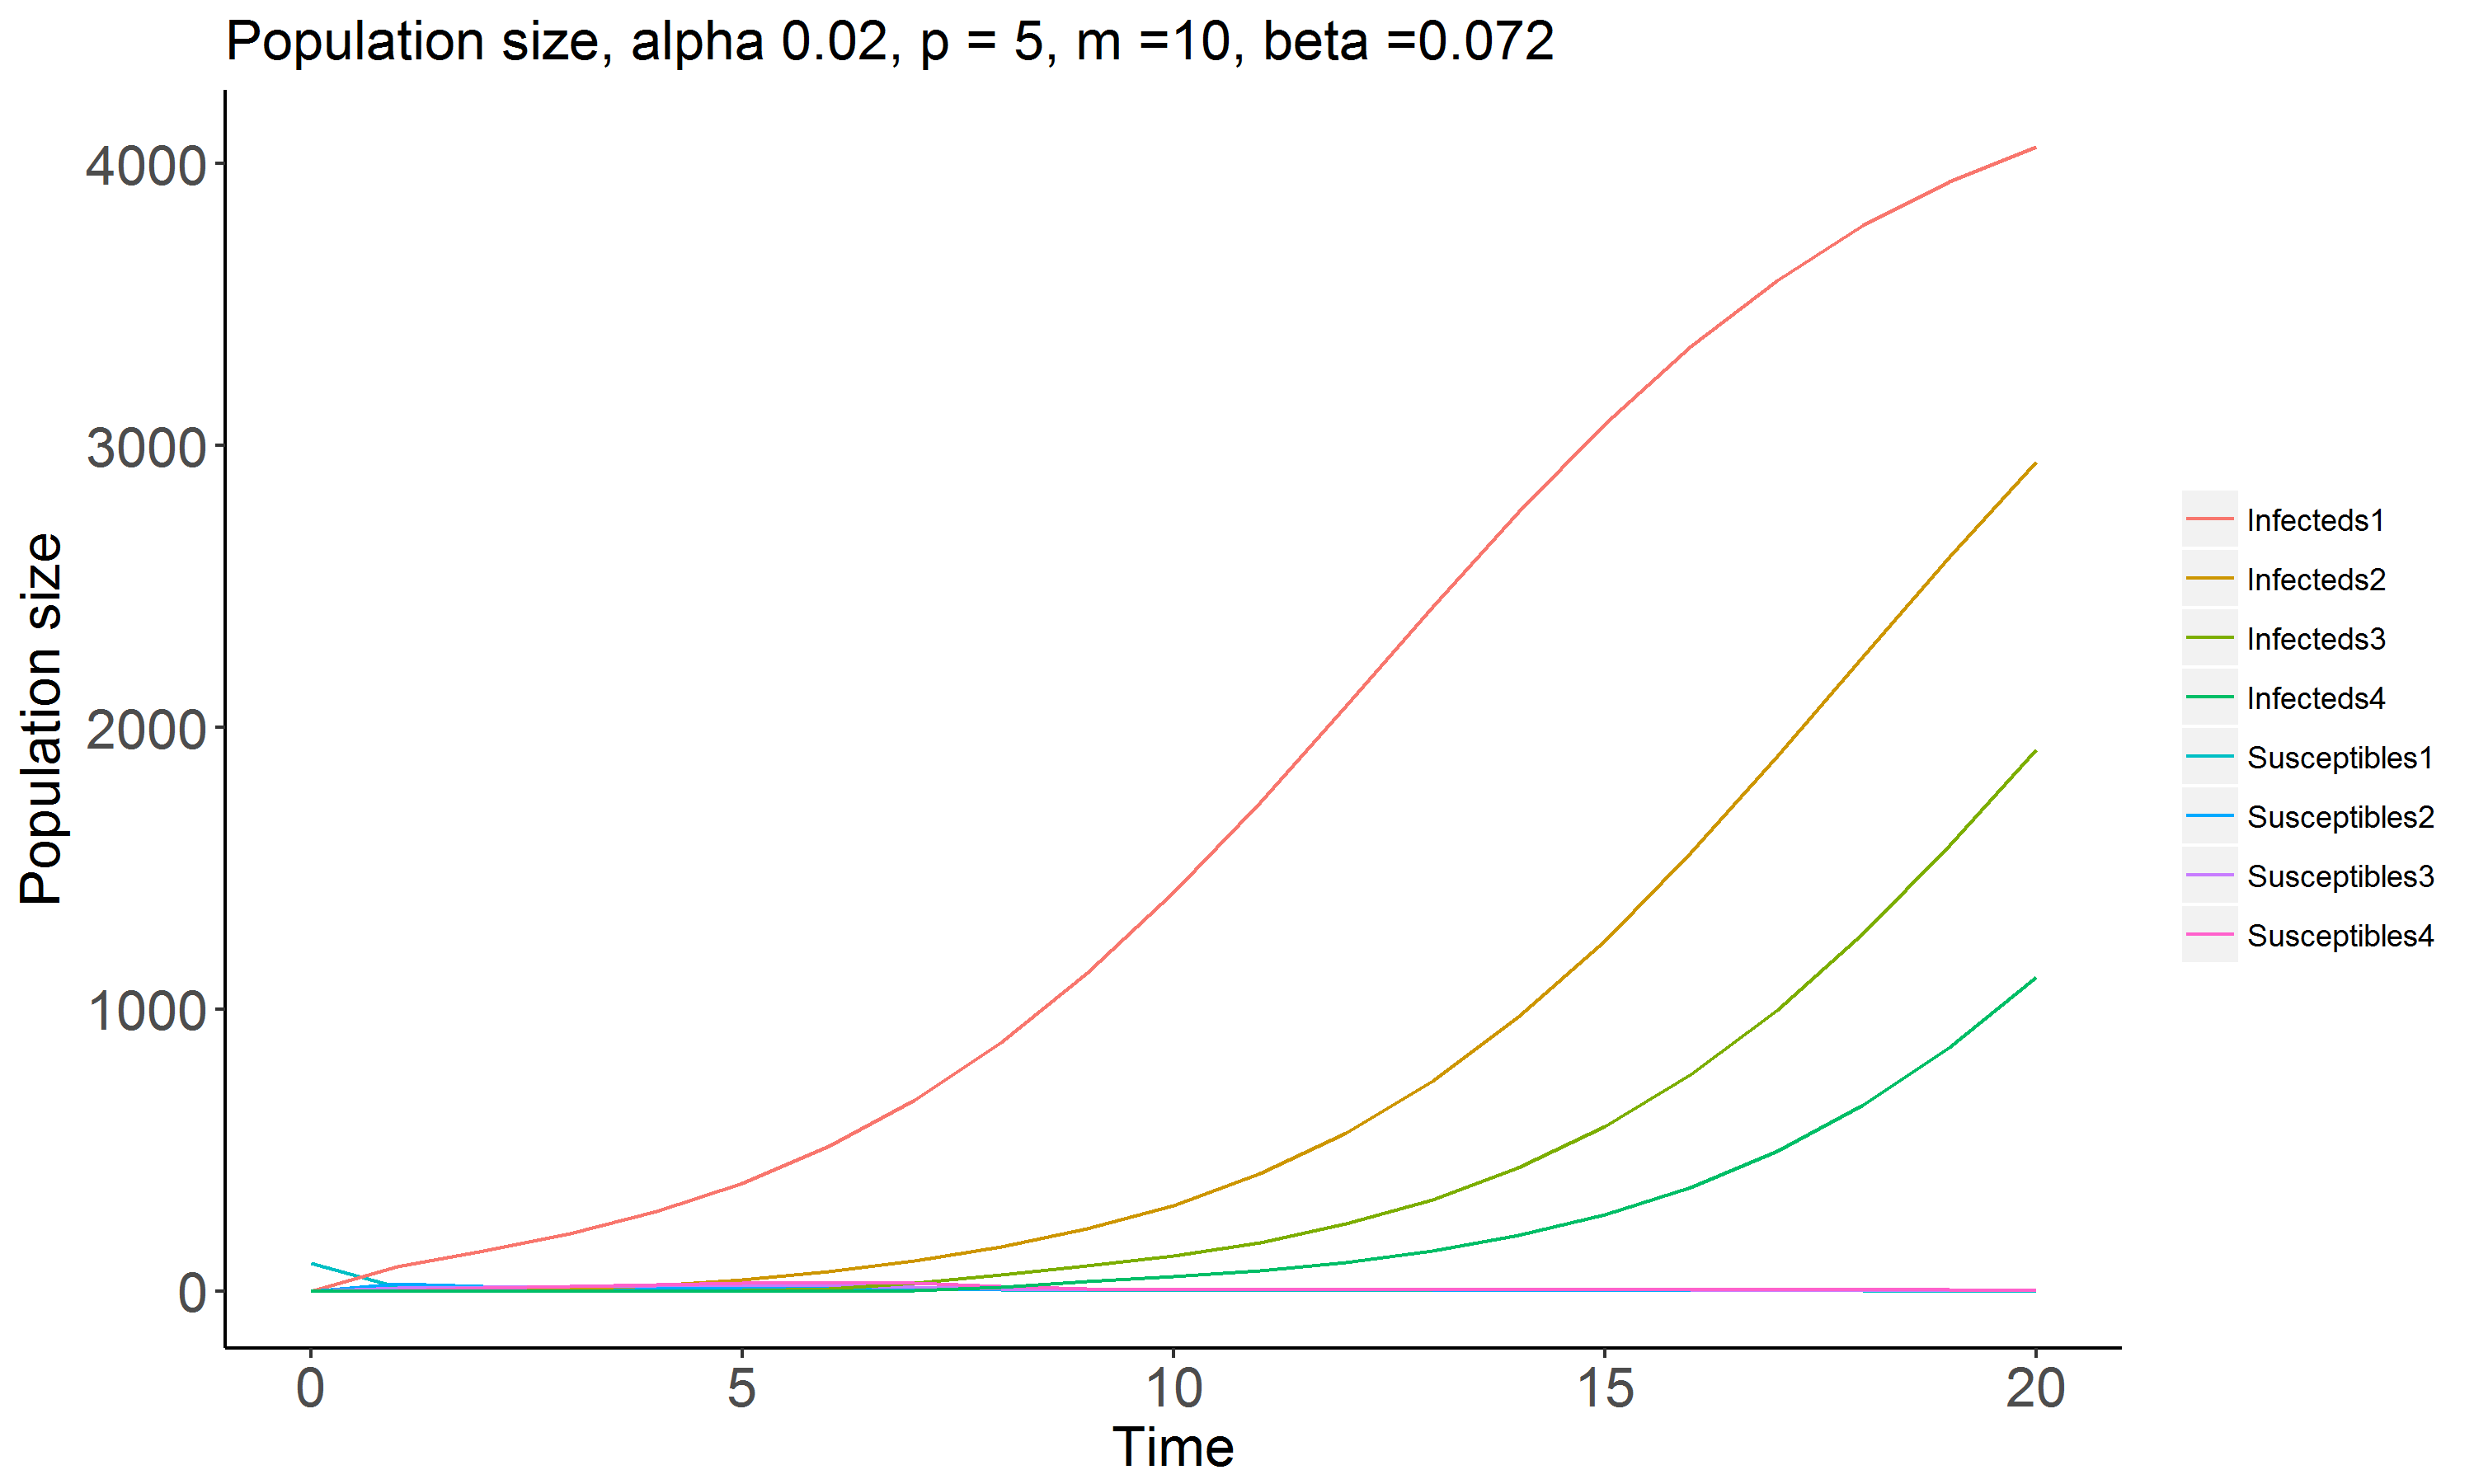 Population size, alpha 0.02, p = 5, m =10, beta =0.072
Population size
4000
3000
2000
1000
0
0 5 10 15 20
Time
Infecteds1
Infecteds2
Infecteds3
Infecteds4
Susceptibles1
Susceptibles2
Susceptibles3
Susceptibles4